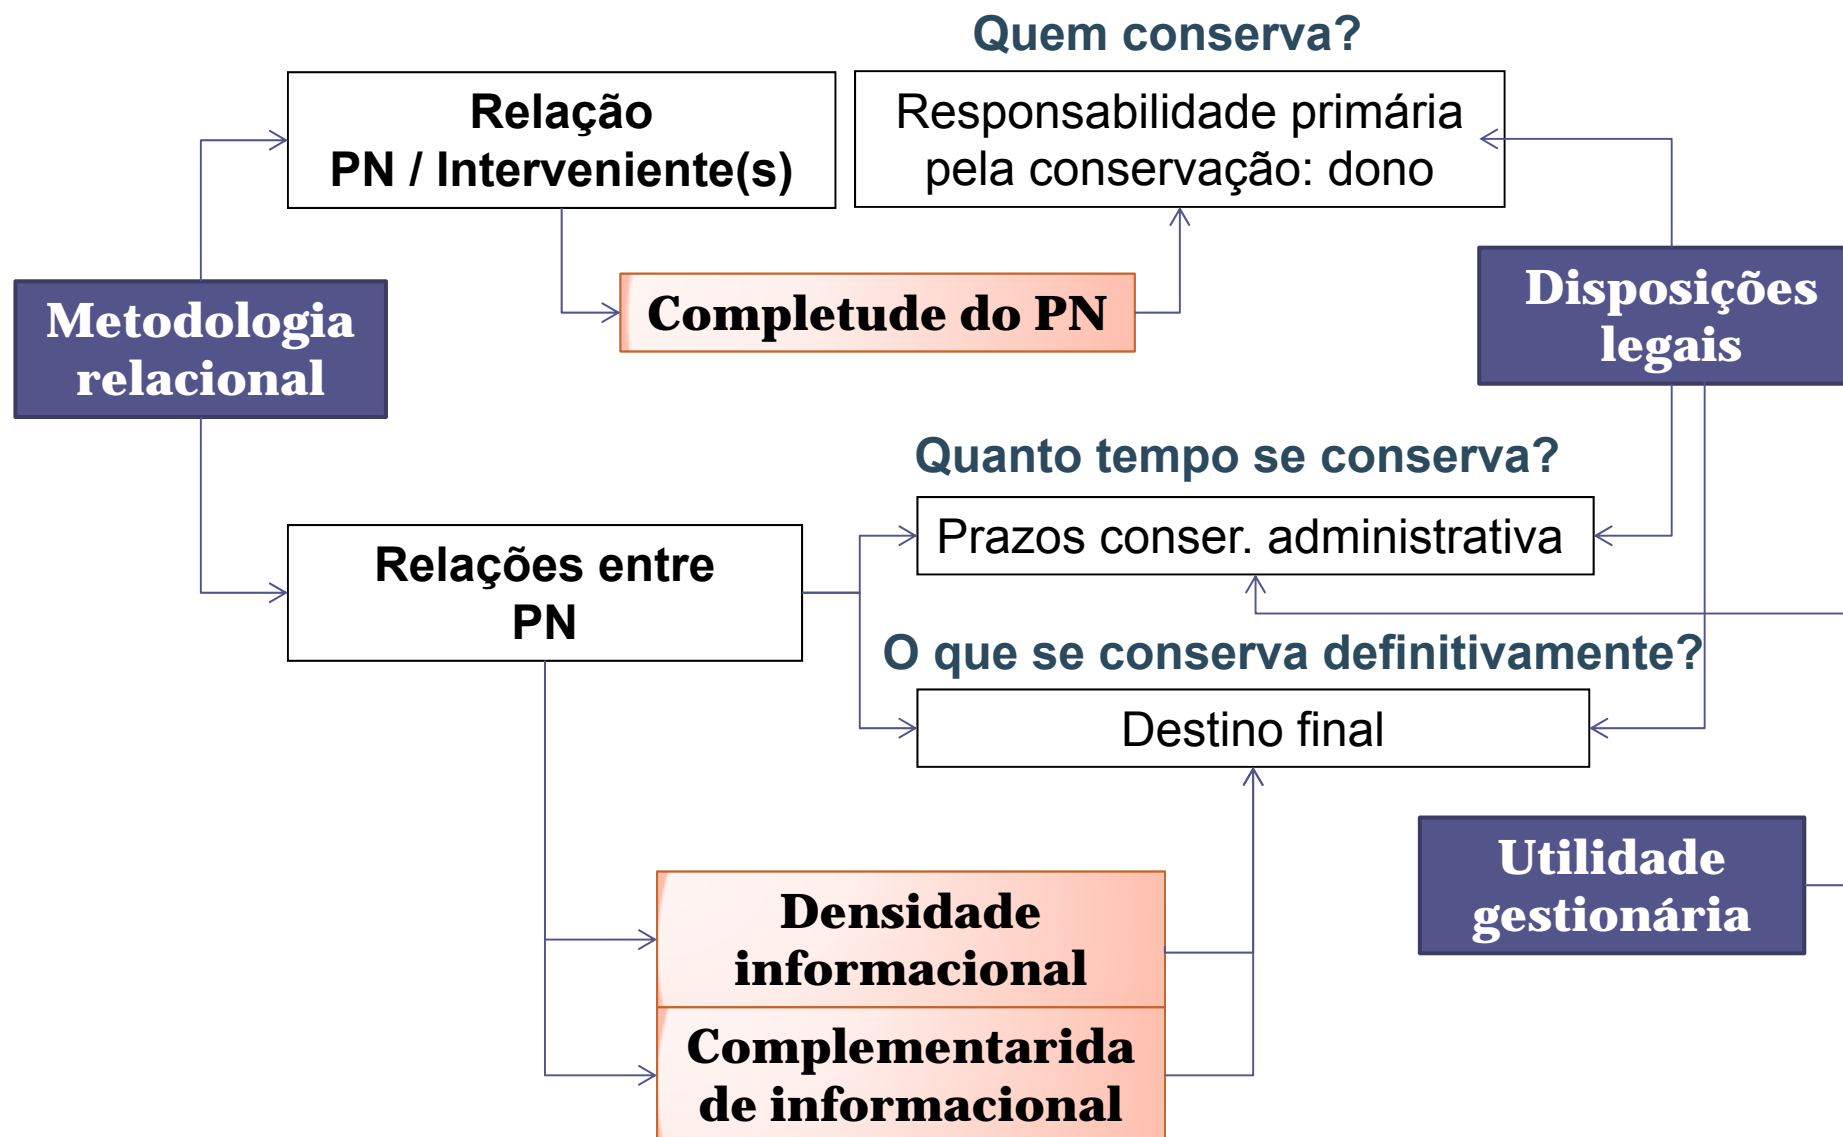 Quem conserva?
Relação
PN / Interveniente(s)
Responsabilidade primária
pela conservação: dono
Metodologia
relacional
Completude do PN
Disposições
legais
Quanto tempo se conserva?
Prazos conser. administrativa
Relações entre
PN
O que se conserva definitivamente?
Destino final
Utilidade
gestionária
Densidade
informacional
Complementarida
de informacional